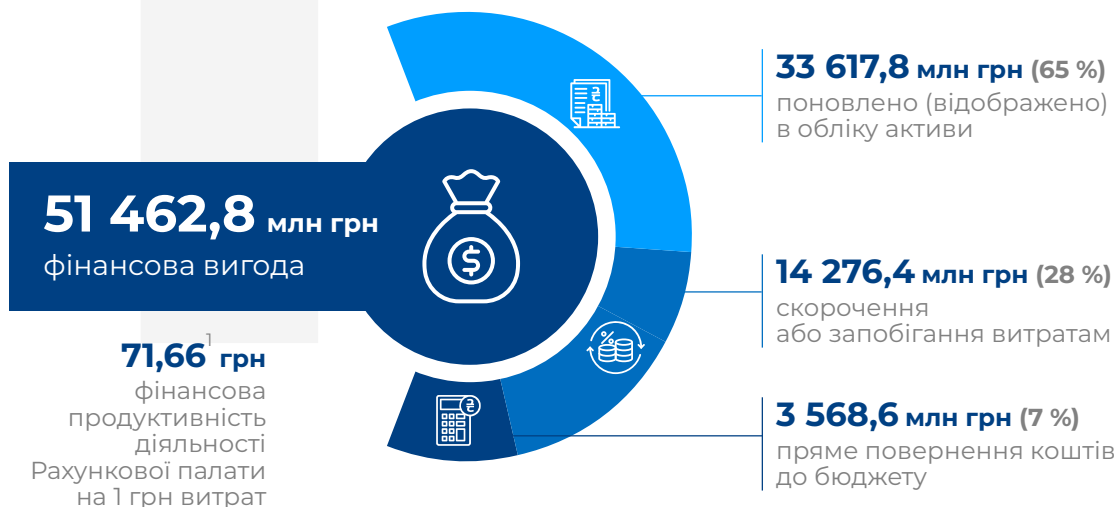 51 462,8 млн грн
фінансова вигода
71,66¹ грн
фінансова
продуктивність
діяльності
Рахункової палати
на 1 грн витрат
33 617,8 млн грн (65 %)
поновлено (відображено)
в обліку активи
14 276,4 млн грн (28 %)
скорочення
або запобігання витратам
3 568,6 млн грн (7 %)
пряме повернення коштів
до бюджету